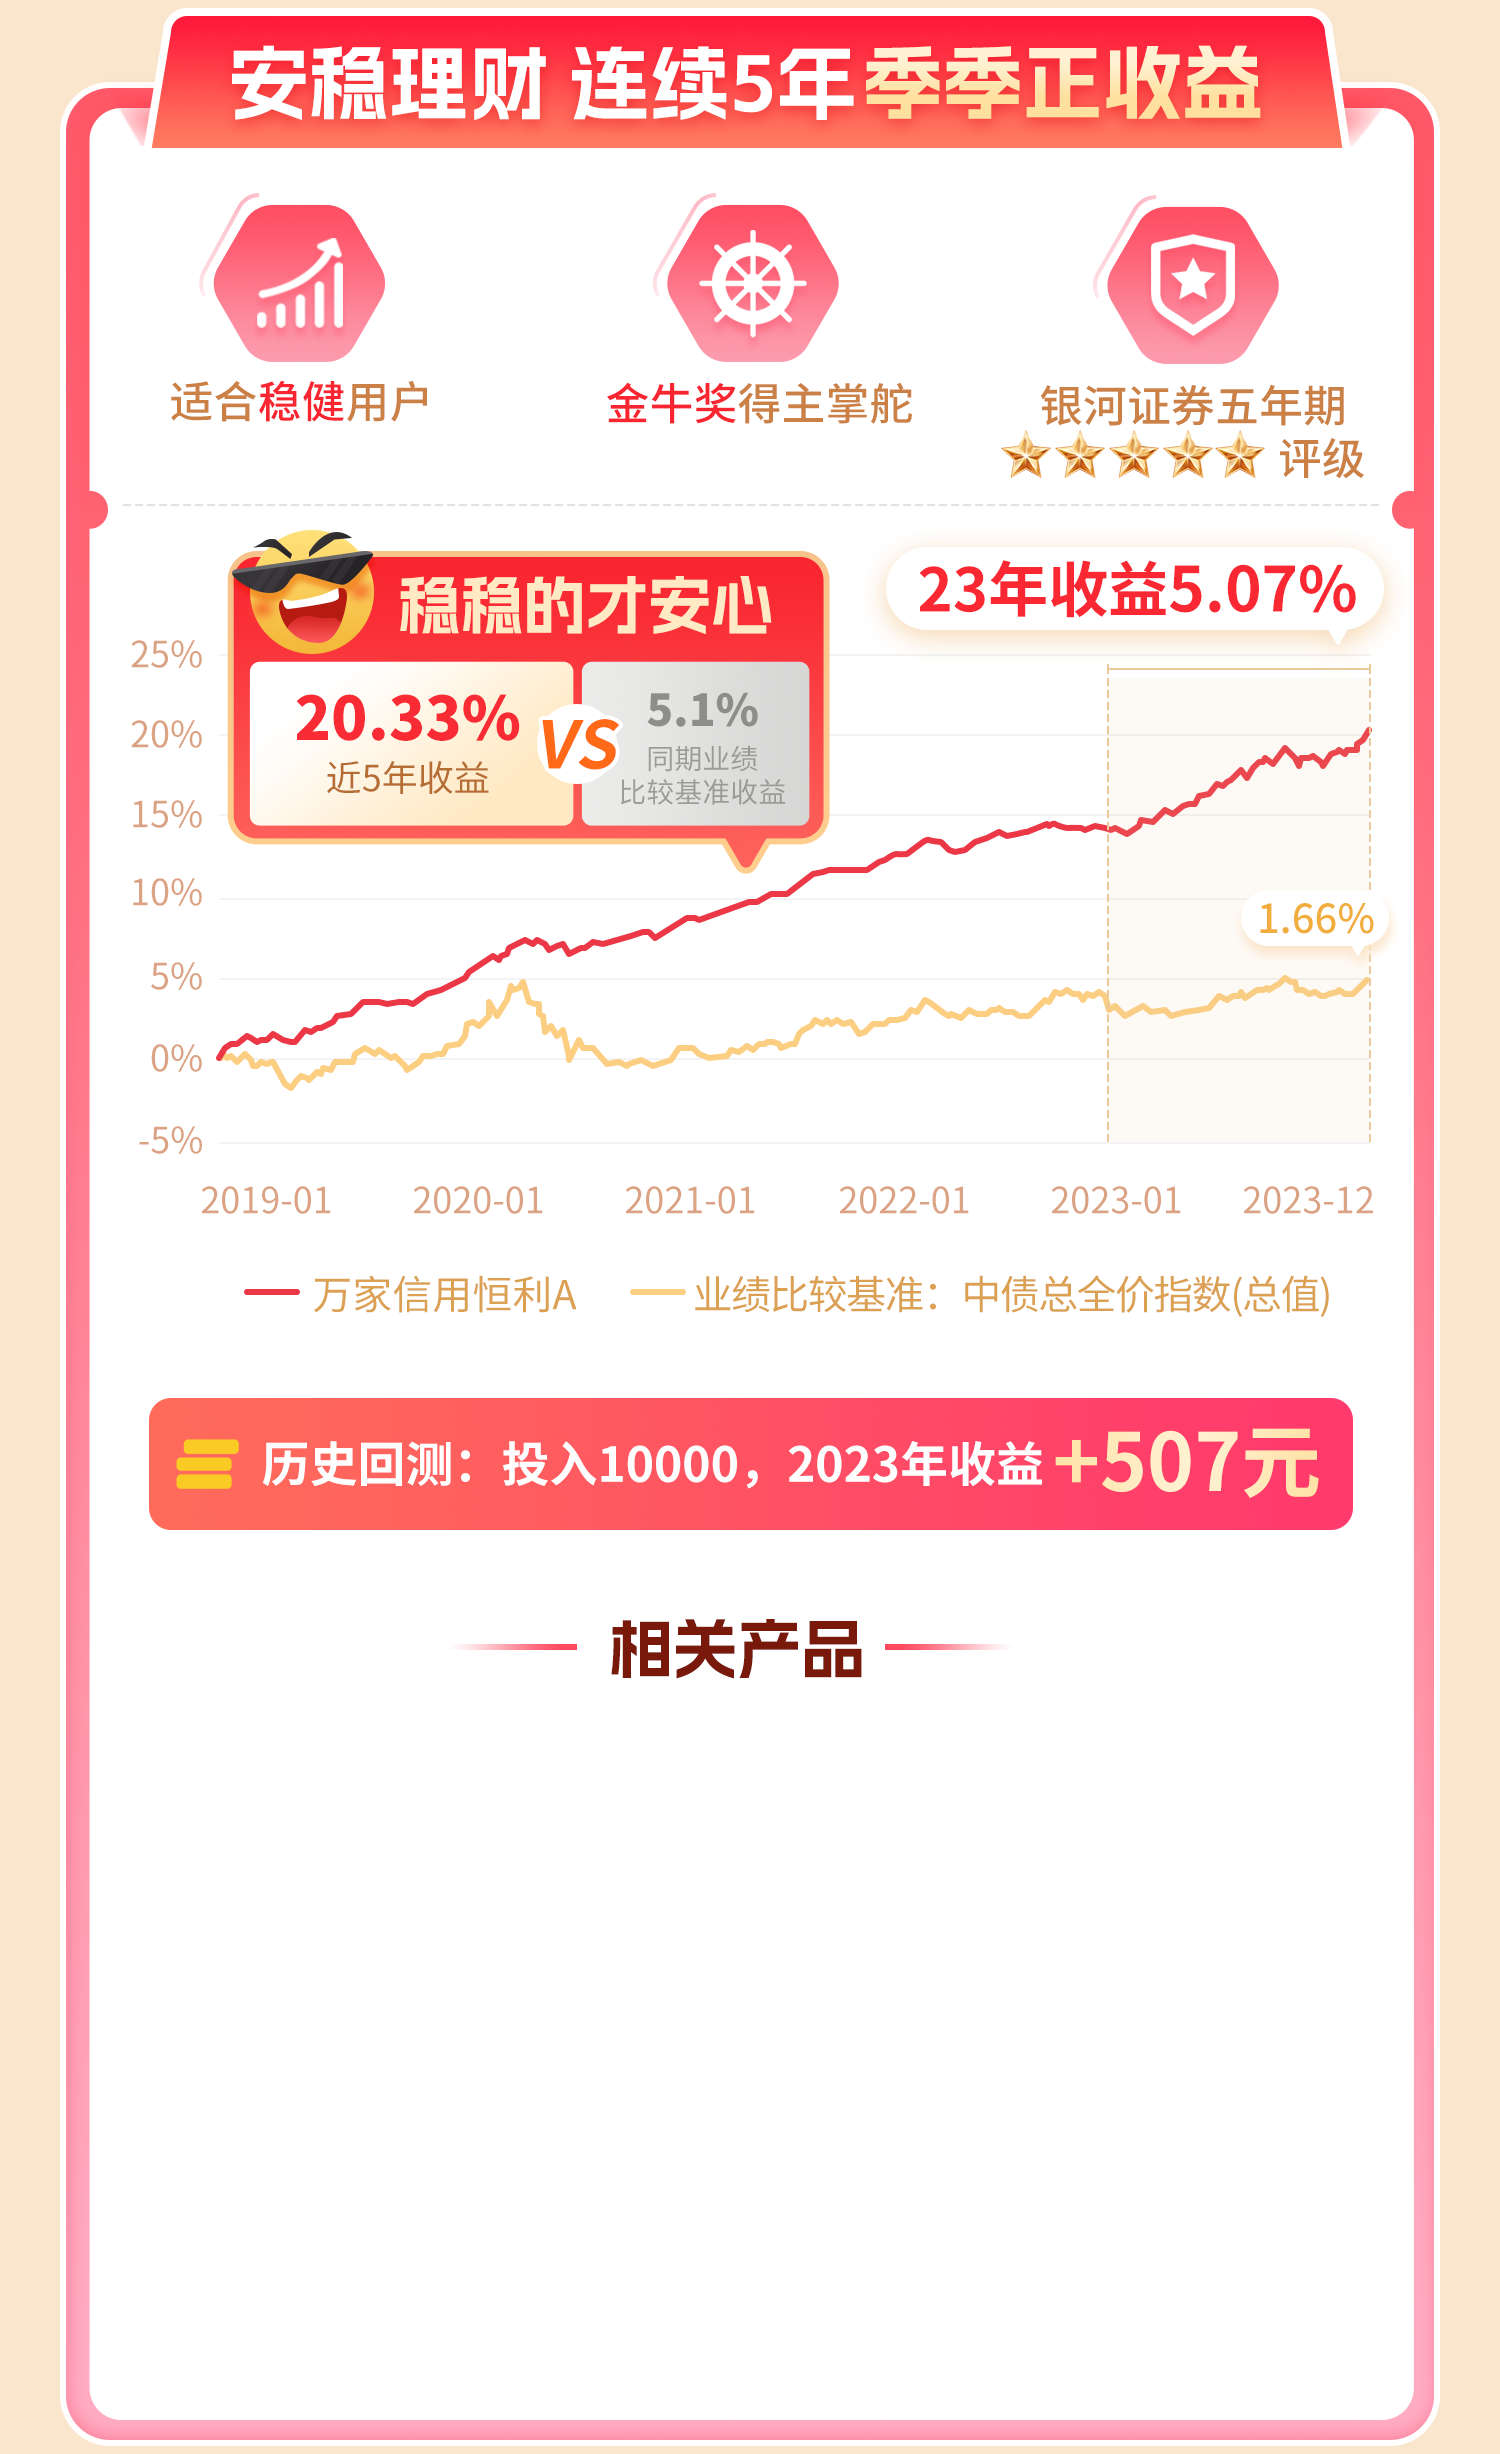 安稳理财 连续5年季季正收益
适合稳健用户
金牛奖得主掌舵
银河证券五年期
评级
稳稳的才安心
23年收益5.07%
20.33%
近5年收益
VS
5.1%
同期业绩
比较基准收益
25%
20%
15%
10%
5%
0%
-5%
1.66%
2019-01
2020-01
2021-01
2022-01
2023-01
2023-12
万家信用恒利A
业绩比较基准：中债总全价指数(总值)
历史回测：投入10000，2023年收益+507元
相关产品